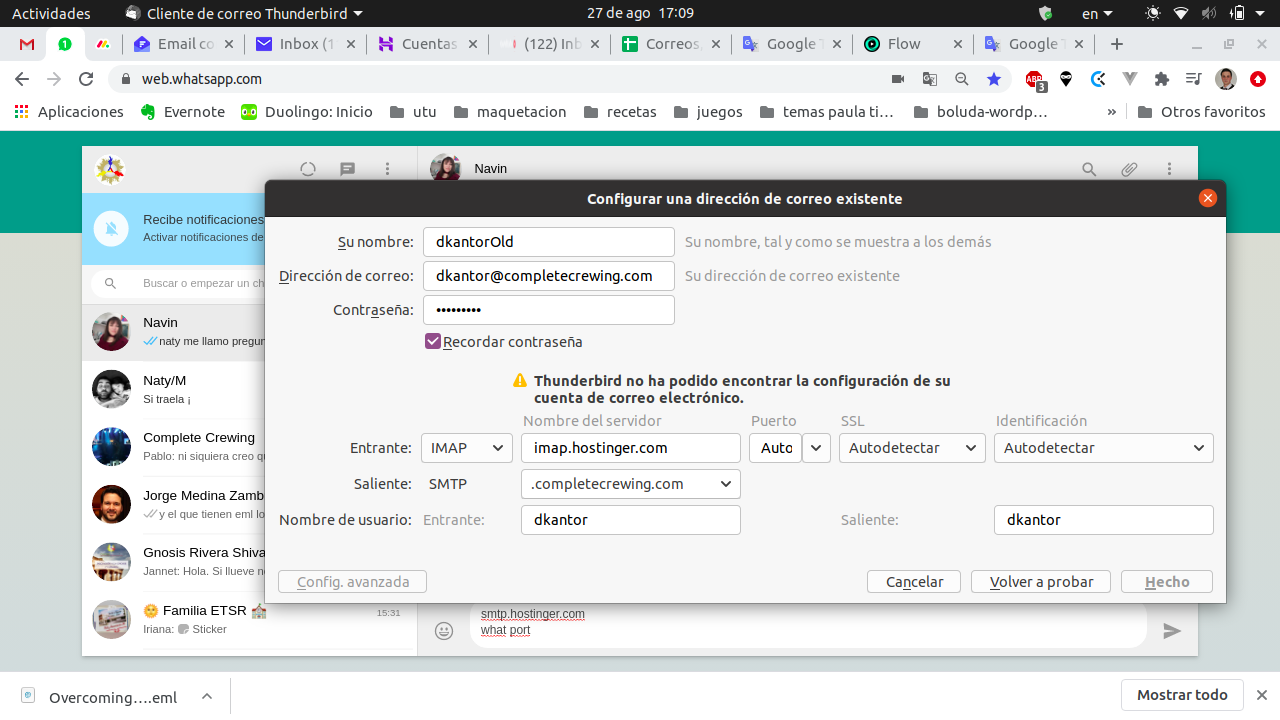 Actividades
Cliente de correo Thunderbird
27 de ago 17:09
en
Email co
Inbox (1
Cuentas
(122) Inb
Correos,
Google T
Flow
Google T
web.whatsapp.com
ABP
3
Aplicaciones
Evernote
Duolingo: Inicio
utu
maquetacion
recetas
juegos
temas paula ti…
boluda-wordp…
»
Otros favoritos
Navin
Recibe notificaciones
Activar notificaciones de
Buscar o empezar un ch
Navin
naty me llamo pregun
Naty/M
Si traela ¡
Complete Crewing
Pablo: ni siquiera creo qu
Jorge Medina Zamb
y el que tienen eml lo
Gnosis Rivera Shiva
Jannet: Hola. Si llueve no
Familia ETSR
15:31
Iriana: Sticker
Configurar una dirección de correo existente
Su nombre:
dkantorOld
Su nombre, tal y como se muestra a los demás
Dirección de correo:
dkantor@completecrewing.com
Su dirección de correo existente
Contraseña:
•••••••••
Recordar contraseña
Thunderbird no ha podido encontrar la configuración de su
cuenta de correo electrónico.
Nombre del servidor
Puerto
SSL
Identificación
Entrante:
IMAP
imap.hostinger.com
Auto
Autodetectar
Autodetectar
Saliente:
SMTP
.completecrewing.com
Nombre de usuario:
Entrante:
dkantor
Saliente:
dkantor
Config. avanzada
Cancelar
Volver a probar
Hecho
smtp.hostinger.com
what port
Overcoming….eml
Mostrar todo